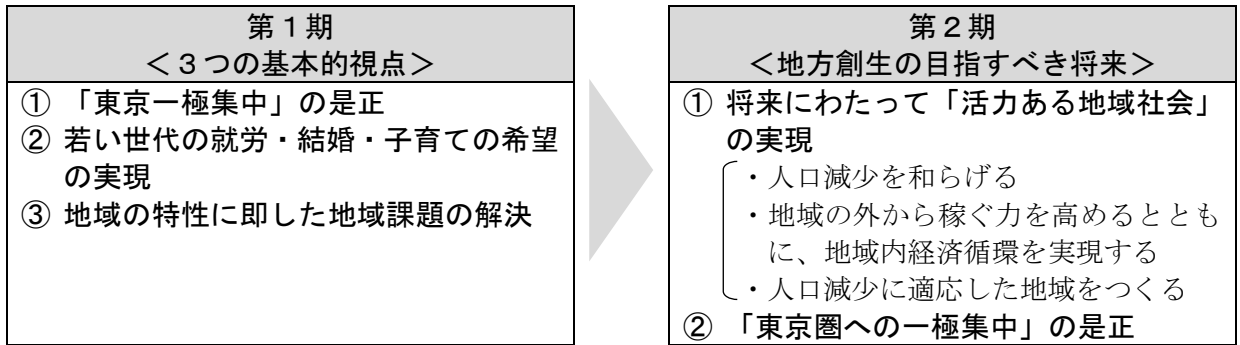 第1期
＜3つの基本的視点＞
① 「東京一極集中」の是正
② 若い世代の就労・結婚・子育ての希望
の実現
③ 地域の特性に即した地域課題の解決
第2期
＜地方創生の目指すべき将来＞
① 将来にわたって「活力ある地域社会」
の実現
・人口減少を和らげる
・地域の外から稼ぐ力を高めるととも
に、地域内経済循環を実現する
・人口減少に適応した地域をつくる
② 「東京圏への一極集中」の是正